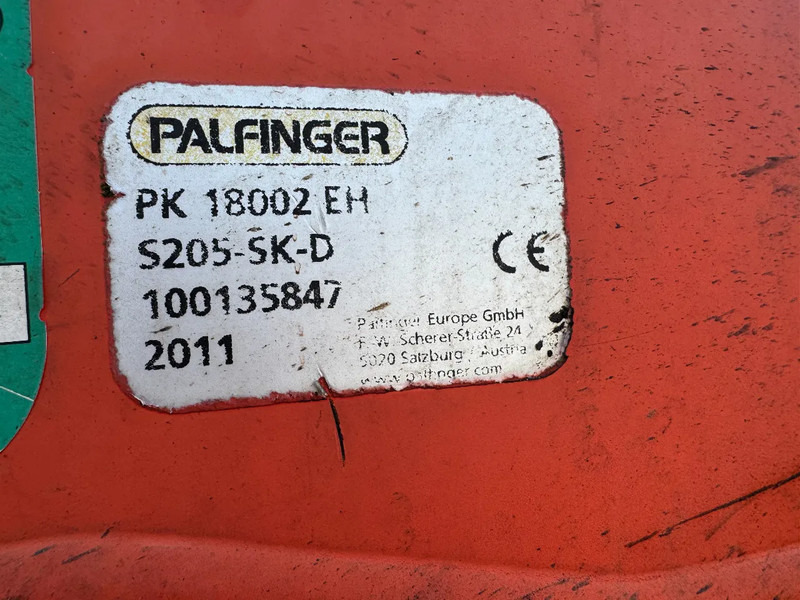 PALFINGER
PK 18002 EH
S205-SK-D
CE
100135847
2011
Palfinger Europe GmbH
F.W. Scherer-Straße 24
5020 Salzburg / Austria
www.palfinger.com